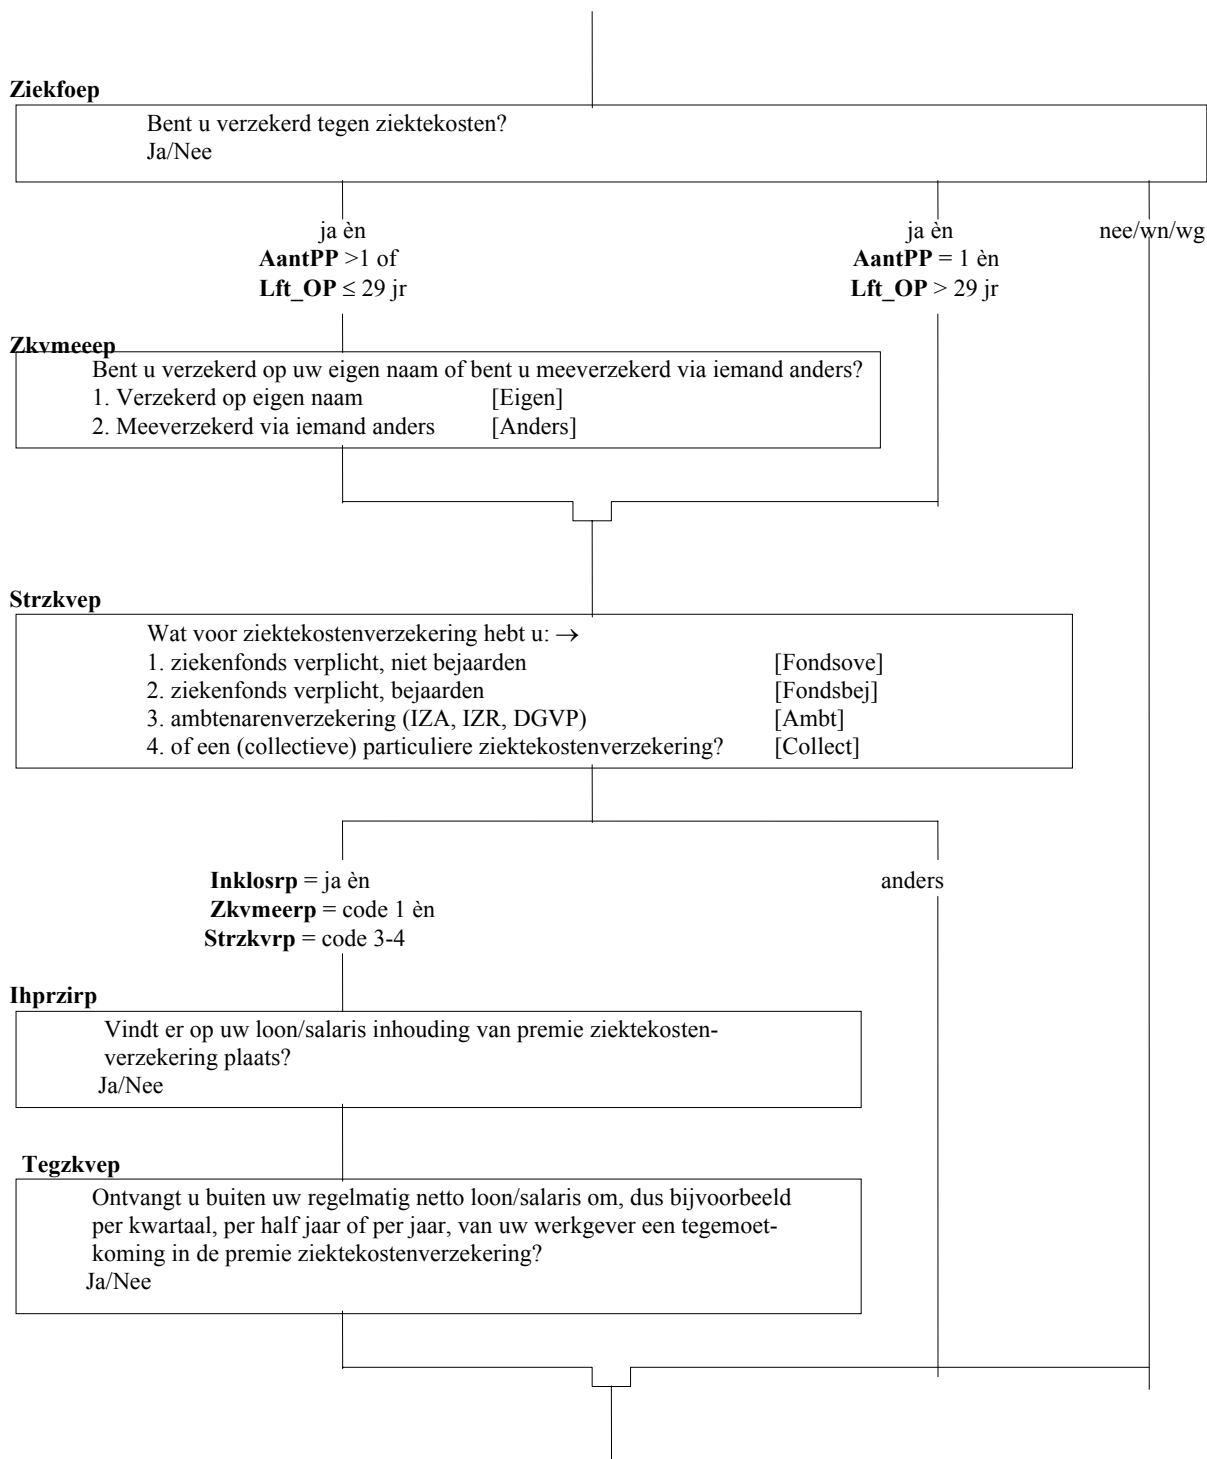 Ziekfoep
Bent u verzekerd tegen ziektekosten?
Ja/Nee
ja èn
AantPP >1 of
Lft_OP ≤ 29 jr
ja èn
AantPP = 1 èn
Lft_OP > 29 jr
nee/wn/wg
Zkvmeeep
Bent u verzekerd op uw eigen naam of bent u meeverzekerd via iemand anders?
1. Verzekerd op eigen naam [Eigen]
2. Meeverzekerd via iemand anders [Anders]
Strzkvep
Wat voor ziektekostenverzekering hebt u: →
1. ziekenfonds verplicht, niet bejaarden [Fondsove]
2. ziekenfonds verplicht, bejaarden [Fondsbej]
3. ambtenarenverzekering (IZA, IZR, DGVP) [Ambt]
4. of een (collectieve) particuliere ziektekostenverzekering? [Collect]
Inklosrp = ja èn
Zkvmeerp = code 1 èn
Strzkvrp = code 3-4
anders
Ihprzirp
Vindt er op uw loon/salaris inhouding van premie ziektekosten-
verzekering plaats?
Ja/Nee
Tegzkvep
Ontvangt u buiten uw regelmatig netto loon/salaris om, dus bijvoorbeeld
per kwartaal, per half jaar of per jaar, van uw werkgever een tegemoet-
koming in de premie ziektekostenverzekering?
Ja/Nee